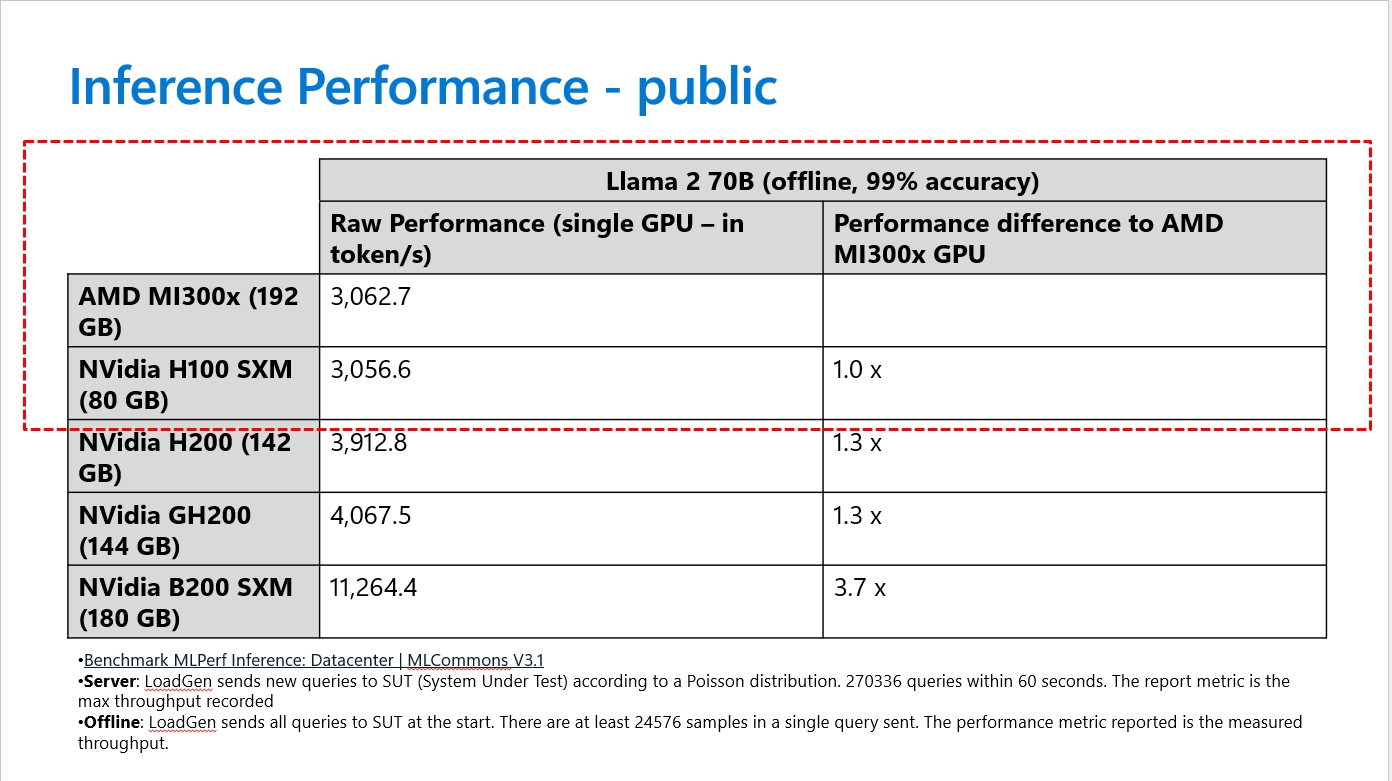 Inference Performance - public
Llama 2 70B (offline, 99% accuracy)
Raw Performance (single GPU – in
token/s)
Performance difference to AMD
MI300x GPU
AMD MI300x (192
GB)
3,062.7
NVidia H100 SXM
(80 GB)
3,056.6
1.0 x
NVidia H200 (142
GB)
3,912.8
1.3 x
NVidia GH200
(144 GB)
4,067.5
1.3 x
NVidia B200 SXM
(180 GB)
11,264.4
3.7 x
•Benchmark MLPerf Inference: Datacenter | MLCommons V3.1
•Server: LoadGen sends new queries to SUT (System Under Test) according to a Poisson distribution. 270336 queries within 60 seconds. The report metric is the
max throughput recorded
•Offline: LoadGen sends all queries to SUT at the start. There are at least 24576 samples in a single query sent. The performance metric reported is the measured
throughput.